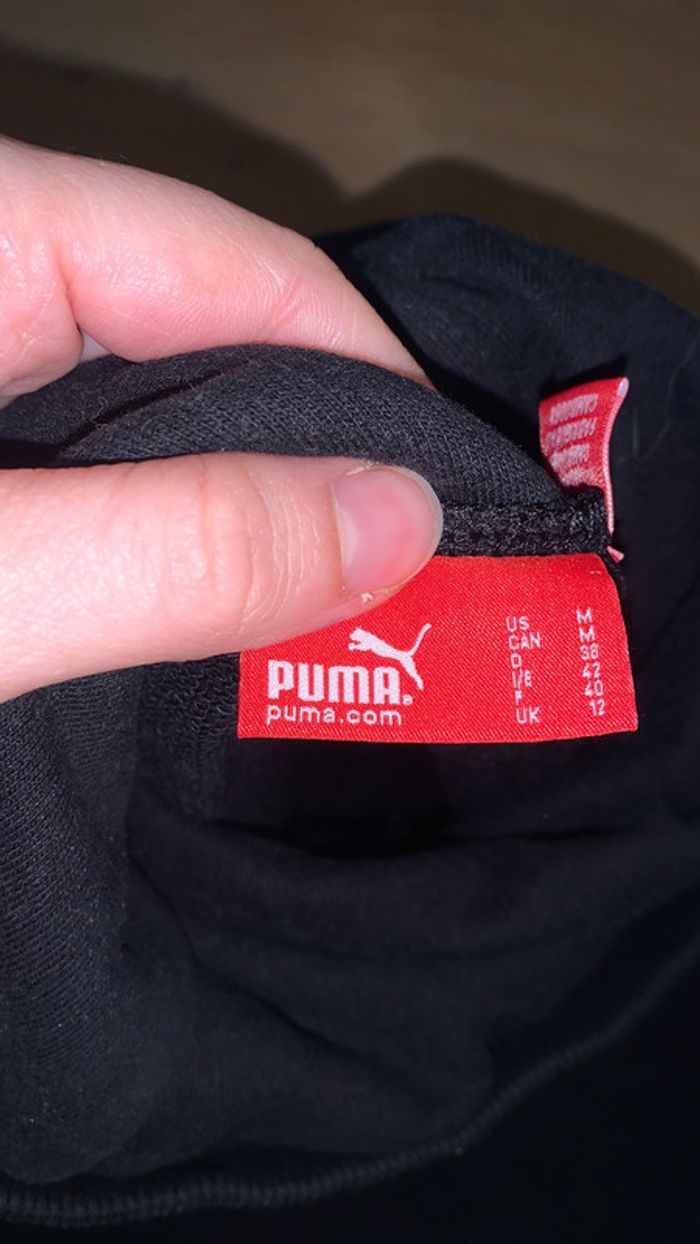 PUMA®
puma.com
US M
CAN M
D 38
I/E 42
F 40
UK 12